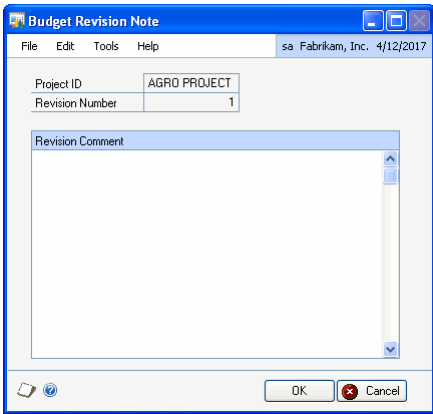 Budget Revision Note
File Edit Tools Help sa Fabrikam, Inc. 4/12/2017
Project ID AGRO PROJECT
Revision Number 1
Revision Comment
OK Cancel